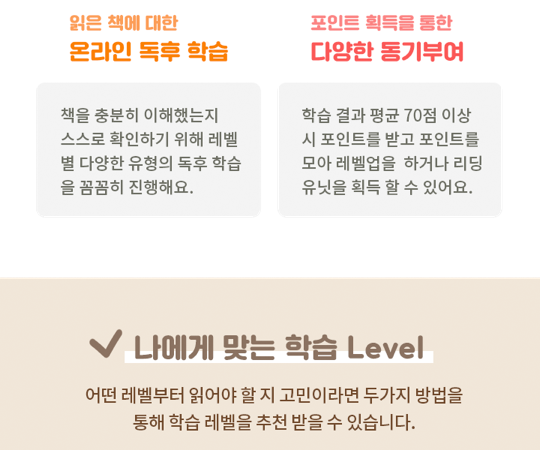 읽은 책에 대한
온라인 독후 학습
책을 충분히 이해했는지
스스로 확인하기 위해 레벨
별 다양한 유형의 독후 학습
을 꼼꼼히 진행해요.
포인트 획득을 통한
다양한 동기부여
학습 결과 평균 70점 이상
시 포인트를 받고 포인트를
모아 레벨업을 하거나 리딩
유닛을 획득 할 수 있어요.
나에게 맞는 학습 Level
어떤 레벨부터 읽어야 할 지 고민이라면 두가지 방법을
통해 학습 레벨을 추천 받을 수 있습니다.